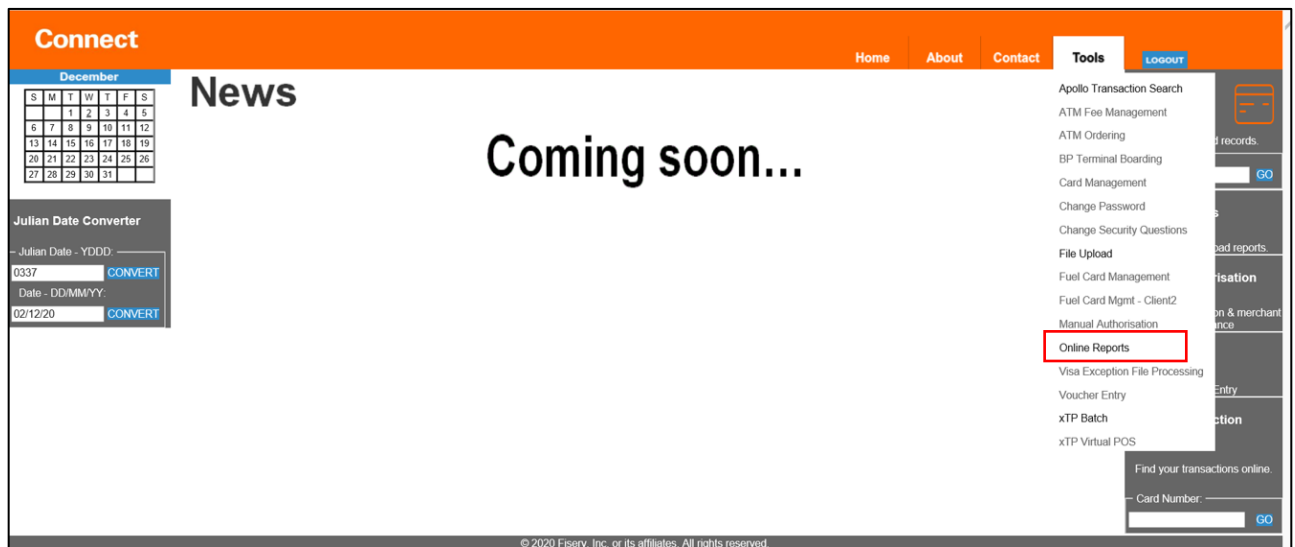 Connect
Home About Contact Tools LOGOUT
December
S M T W T F S
1 2 3 4 5
6 7 8 9 10 11 12
13 14 15 16 17 18 19
20 21 22 23 24 25 26
27 28 29 30 31
Julian Date Converter
Julian Date - YDDD:
0337 CONVERT
Date - DD/MM/YY:
02/12/20 CONVERT
News
Coming soon...
Apollo Transaction Search
ATM Fee Management
ATM Ordering
BP Terminal Boarding
Card Management
Change Password
Change Security Questions
File Upload
Fuel Card Management
Fuel Card Mgmt - Client2
Manual Authorisation
Online Reports
Visa Exception File Processing
Voucher Entry
xTP Batch
xTP Virtual POS
records.
GO
reports.
& merchant
Entry
Find your transactions online.
Card Number:
GO
© 2020 Fiserv, Inc. or its affiliates. All rights reserved.